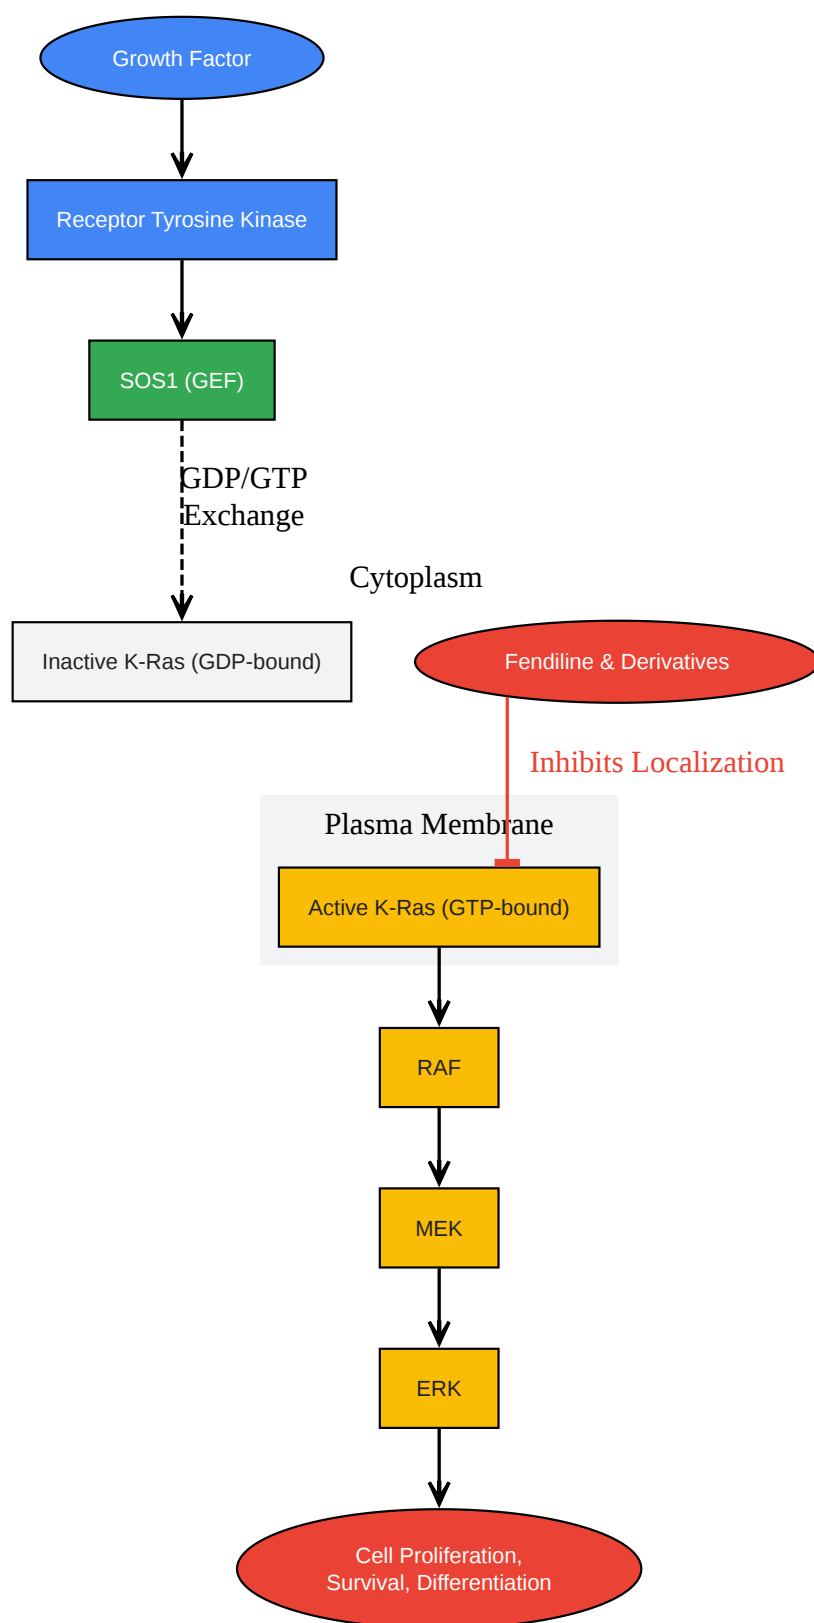 Growth Factor
Receptor Tyrosine Kinase
SOS1 (GEF)
GDP/GTP
Exchange
Cytoplasm
Inactive K-Ras (GDP-bound)
Fendiline & Derivatives
Inhibits Localization
Plasma Membrane
Active K-Ras (GTP-bound)
RAF
MEK
ERK
Cell Proliferation,
Survival, Differentiation